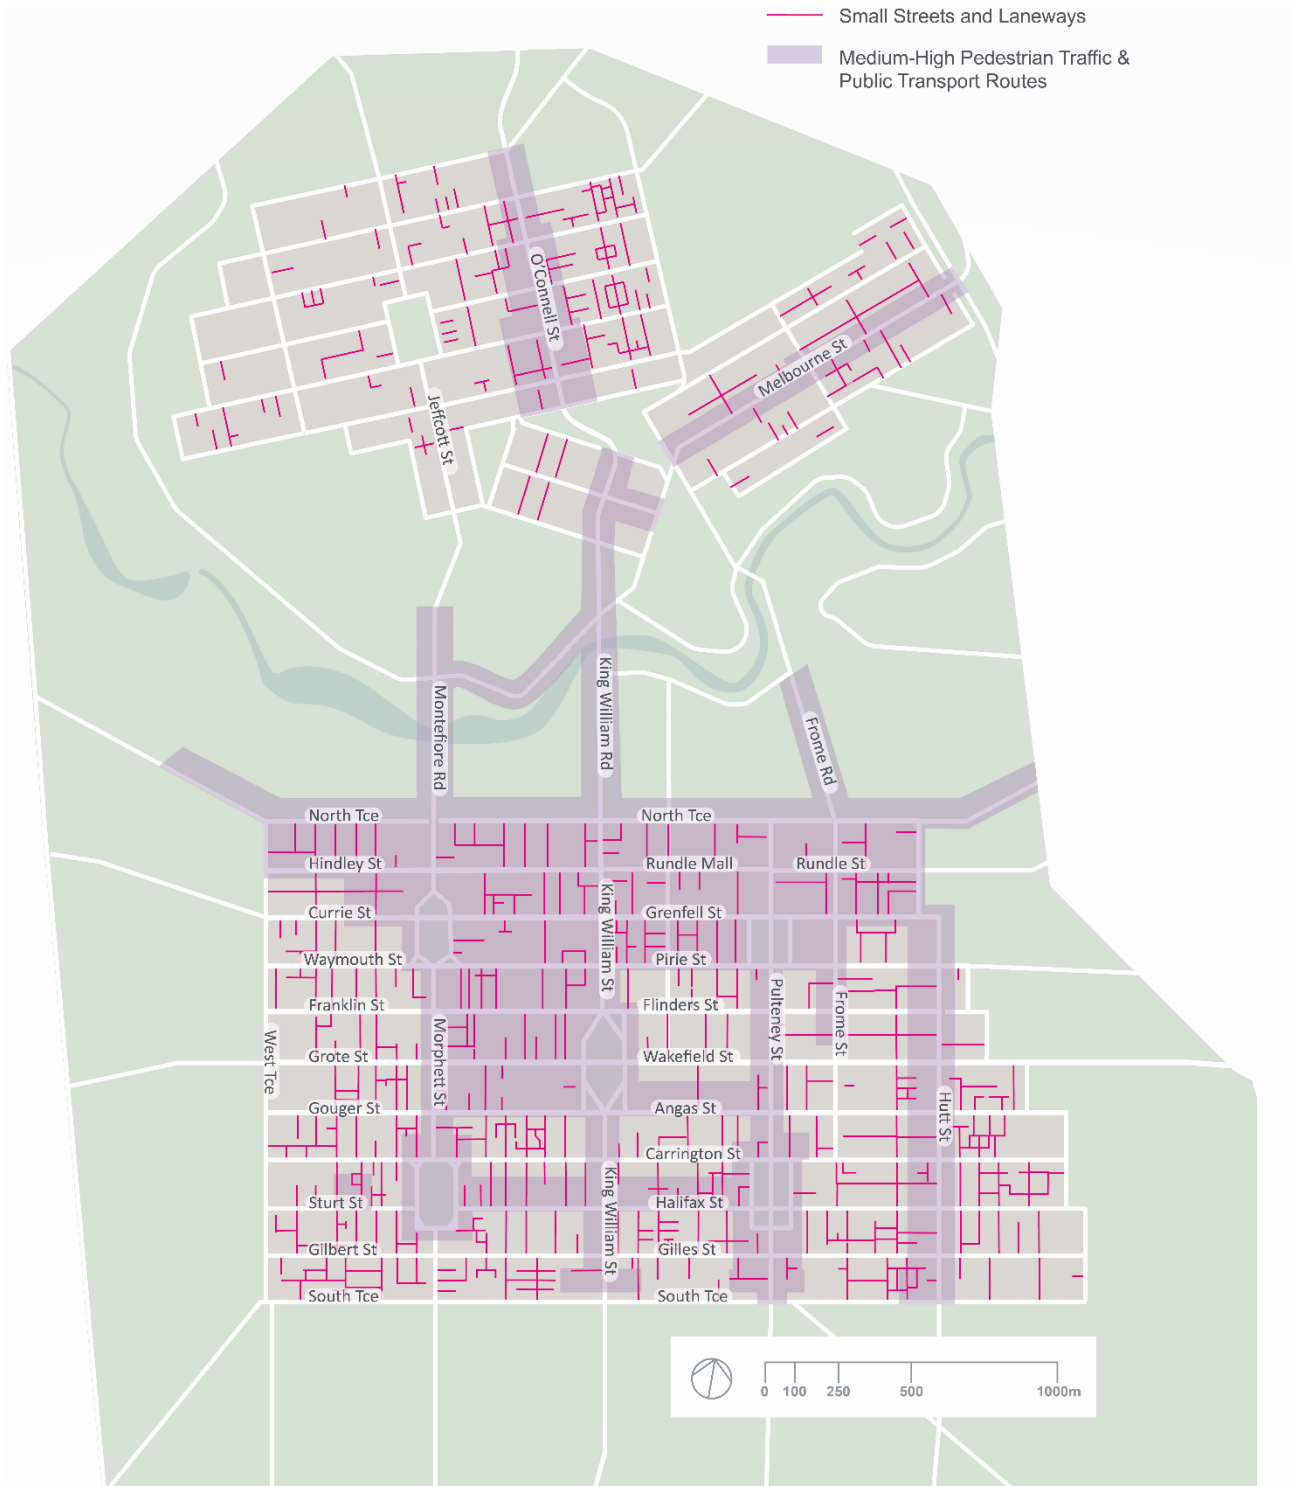 Small Streets and Laneways
Medium-High Pedestrian Traffic &
Public Transport Routes
O'Connell St
Melbourne St
Jeffcott St
Montefiore Rd
King William Rd
Frome Rd
North Tce
North Tce
Hindley St
Rundle Mall
Rundle St
Currie St
King William St
Grenfell St
Waymouth St
Pirie St
Franklin St
Flinders St
Pulteney St
Frome St
West Tce
Grote St
Morphett St
Wakefield St
Gouger St
Angas St
Hutt St
Carrington St
Sturt St
King William St
Halifax St
Gilbert St
Gilles St
South Tce
South Tce
0 100 250 500 1000m